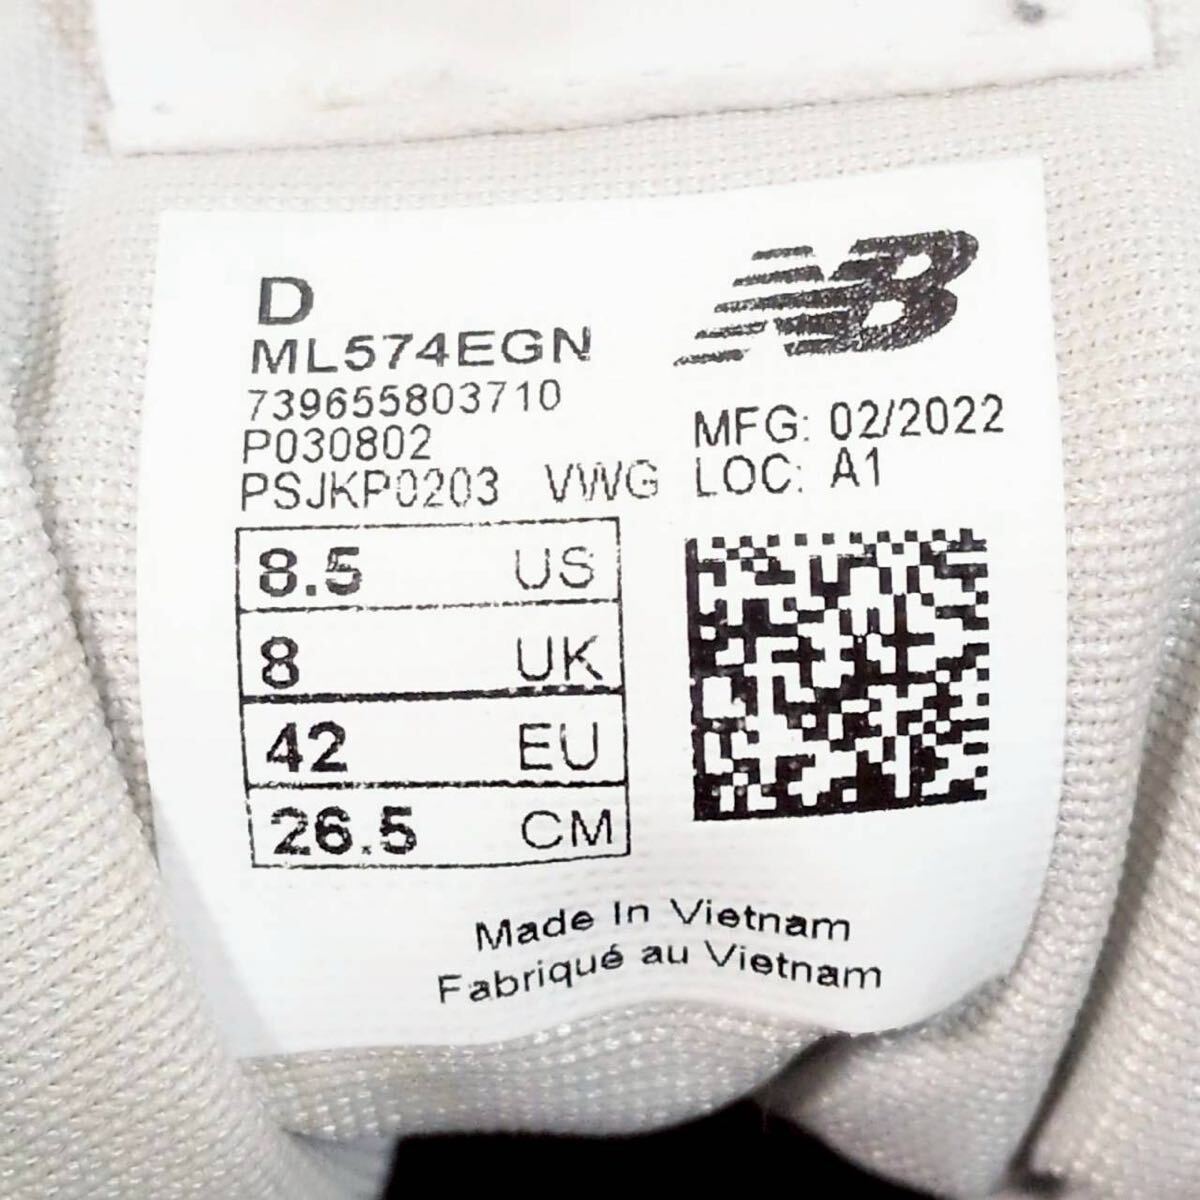 D
ML574EGN
739655803710
P030802
PSJKP0203 VWG
NB
MFG: 02/2022
LOC: A1
8.5 US
8 UK
42 EU
26.5 CM
Made In Vietnam
Fabriqué au Vietnam